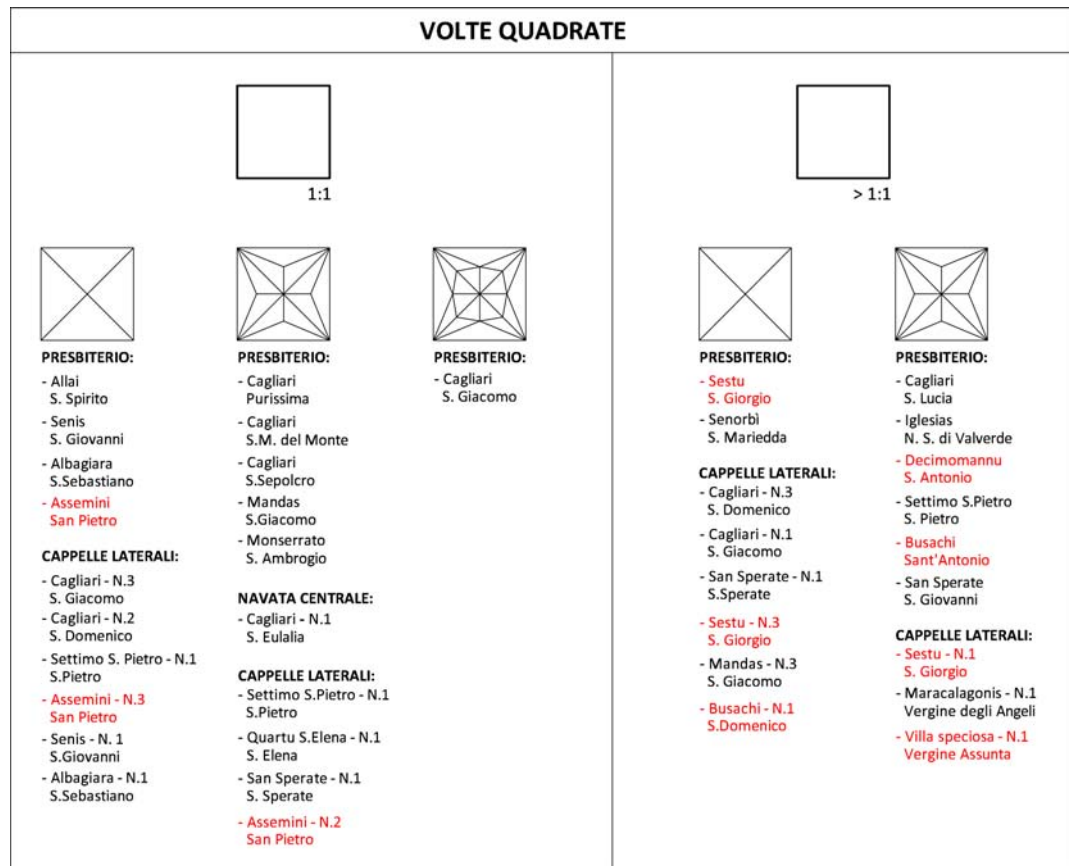 VOLTE QUADRATE
1:1
PRESBITERIO:
- Allai
S. Spirito
- Senis
S. Giovanni
- Albagiara
S.Sebastiano
- Assemini
San Pietro
CAPPELLE LATERALI:
- Cagliari - N.3
S. Giacomo
- Cagliari - N.2
S. Domenico
- Settimo S. Pietro - N.1
S.Pietro
- Assemini - N.3
San Pietro
- Senis - N. 1
S.Giovanni
- Albagiara - N.1
S.Sebastiano
PRESBITERIO:
- Cagliari
Purissima
- Cagliari
S.M. del Monte
- Cagliari
S.Sepolcro
- Mandas
S.Giacomo
- Monserrato
S. Ambrogio
NAVATA CENTRALE:
- Cagliari - N.1
S. Eulalia
CAPPELLE LATERALI:
- Settimo S.Pietro - N.1
S.Pietro
- Quartu S.Elena - N.1
S. Elena
- San Sperate - N.1
S. Sperate
- Assemini - N.2
San Pietro
PRESBITERIO:
- Cagliari
S. Giacomo
> 1:1
PRESBITERIO:
- Sestu
S. Giorgio
- Senorbì
S. Mariedda
CAPPELLE LATERALI:
- Cagliari - N.3
S. Domenico
- Cagliari - N.1
S. Giacomo
- San Sperate - N.1
S.Sperate
- Sestu - N.3
S. Giorgio
- Mandas - N.3
S. Giacomo
- Busachi - N.1
S.Domenico
PRESBITERIO:
- Cagliari
S. Lucia
- Iglesias
N. S. di Valverde
- Decimomannu
S. Antonio
- Settimo S.Pietro
S. Pietro
- Busachi
Sant'Antonio
- San Sperate
S. Giovanni
CAPPELLE LATERALI:
- Sestu - N.1
S. Giorgio
- Maracalagonis - N.1
Vergine degli Angeli
- Villa speciosa - N.1
Vergine Assunta